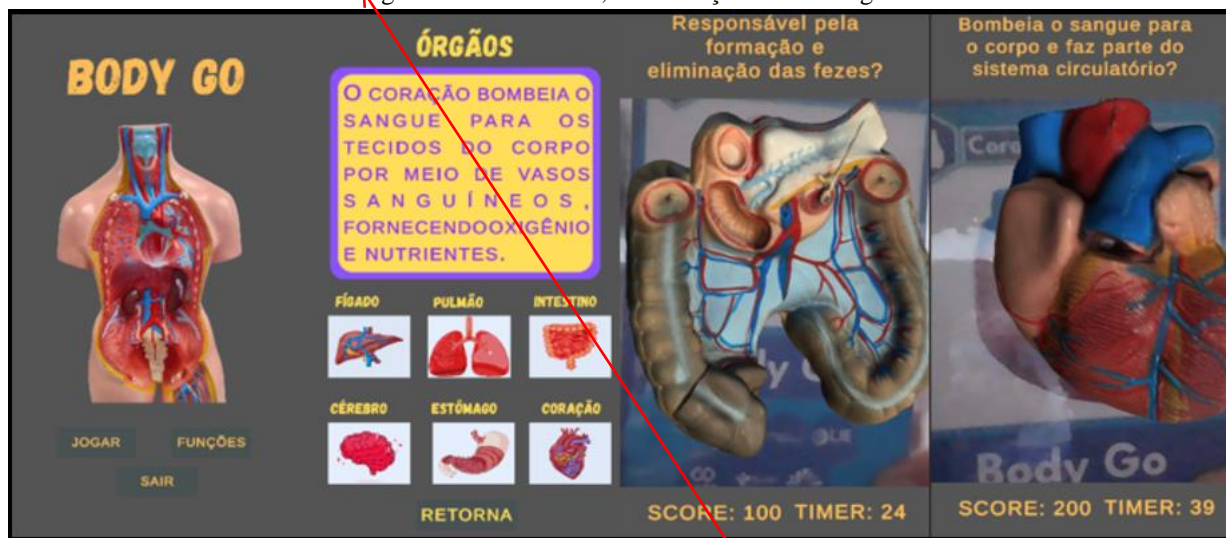 BODY GO
JOGAR
FUNÇÕES
SAIR
ÓRGÃOS
O CORAÇÃO BOMBEIA O
SANGUE PARA OS
TECIDOS DO CORPO
POR MEIO DE VASOS
SANGUÍNEOS,
FORNECENDOOXIGÊNIO
E NUTRIENTES.
FÍGADO
PULMÃO
INTESTINO
CÉREBRO
ESTÔMAGO
CORAÇÃO
RETORNA
Responsável pela
formação e
eliminação das fezes?
SCORE: 100 TIMER: 24
Bombeia o sangue para
o corpo e faz parte do
sistema circulatório?
Body Go
SCORE: 200 TIMER: 39